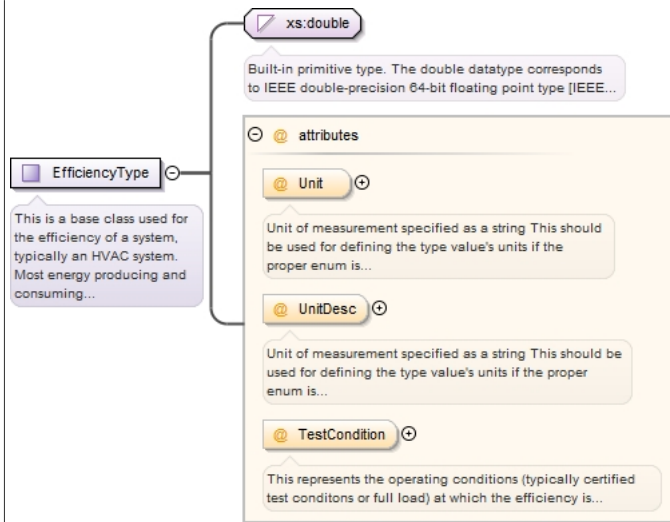 xs:double
Built-in primitive type. The double datatype corresponds
to IEEE double-precision 64-bit floating point type [IEEE...
@ attributes
EfficiencyType
This is a base class used for
the efficiency of a system,
typically an HVAC system.
Most energy producing and
consuming...
@ Unit
Unit of measurement specified as a string This should
be used for defining the type value's units if the
proper enum is...
@ UnitDesc
Unit of measurement specified as a string This should be
used for defining the type value's units if the proper
enum is...
@ TestCondition
This represents the operating conditions (typically certified
test conditons or full load) at which the efficiency is...